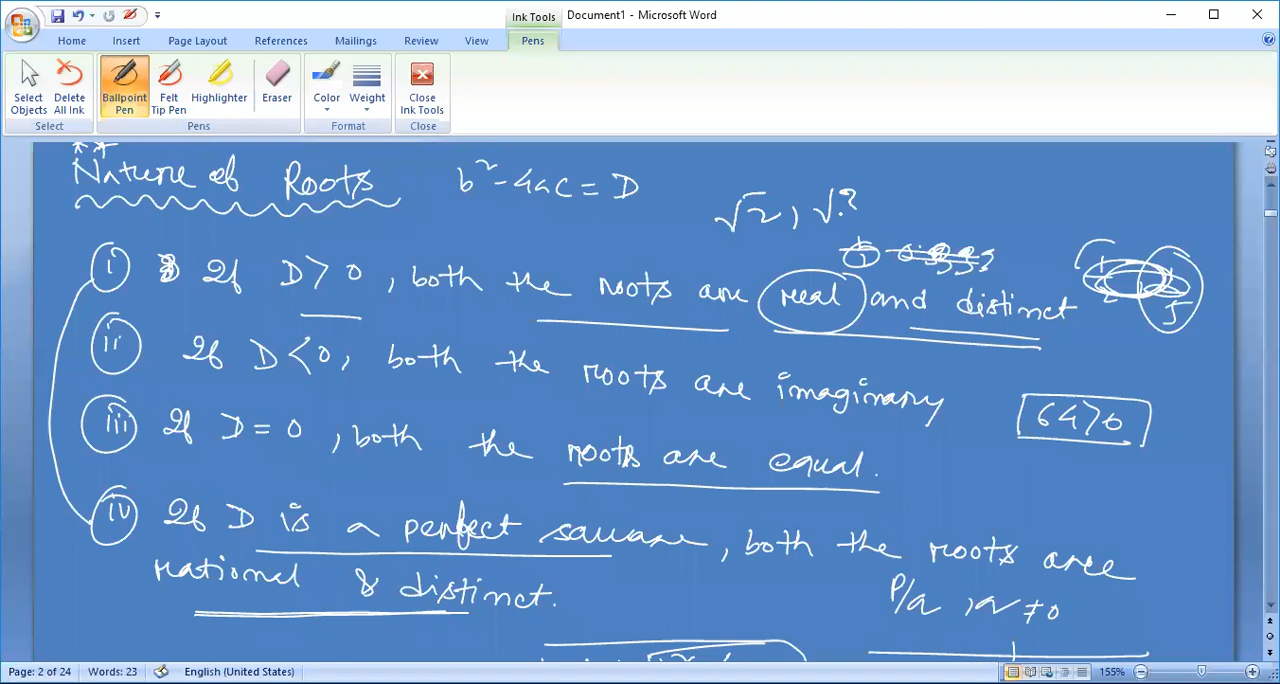 Ink Tools Document1 - Microsoft Word
Home Insert Page Layout References Mailings Review View Pens
Select Objects Delete All Ink Ballpoint Pen Felt Tip Pen Highlighter Eraser Color Weight Close Ink Tools
Select Pens Format Close
Nature of Roots b²-4ac = D
√2, √?
(i) If D > 0, both the roots are real and distinct
(ii) If D < 0, both the roots are imaginary
64>0
(iii) If D = 0, both the roots are equal.
(iv) If D is a perfect square, both the roots are
rational & distinct.
Page: 2 of 24 Words: 23 English (United States) 155%